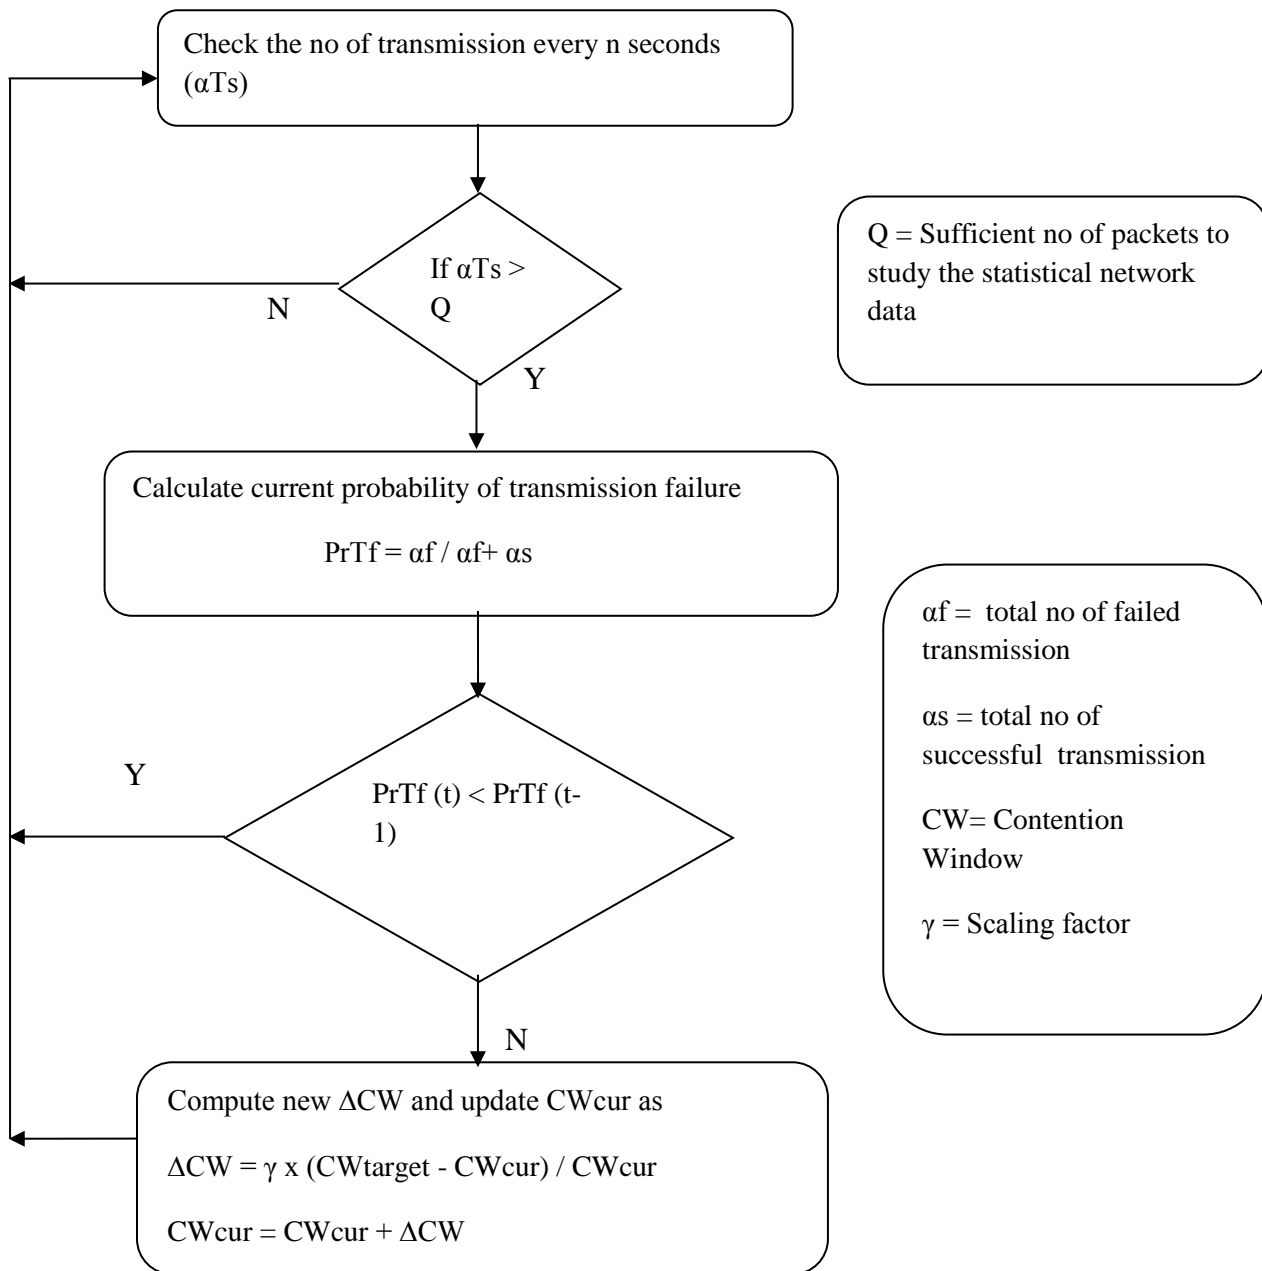 Check the no of transmission every n seconds
(αTs)
If αTs >
Q
N
Y
Q = Sufficient no of packets to
study the statistical network
data
Calculate current probability of transmission failure
PrTf = αf / αf+ αs
αf =  total no of failed
transmission
αs = total no of
successful  transmission
CW= Contention
Window
γ = Scaling factor
Y
PrTf (t) < PrTf (t-
1)
N
Compute new ΔCW and update CWcur as
ΔCW = γ x (CWtarget - CWcur) / CWcur
CWcur = CWcur + ΔCW